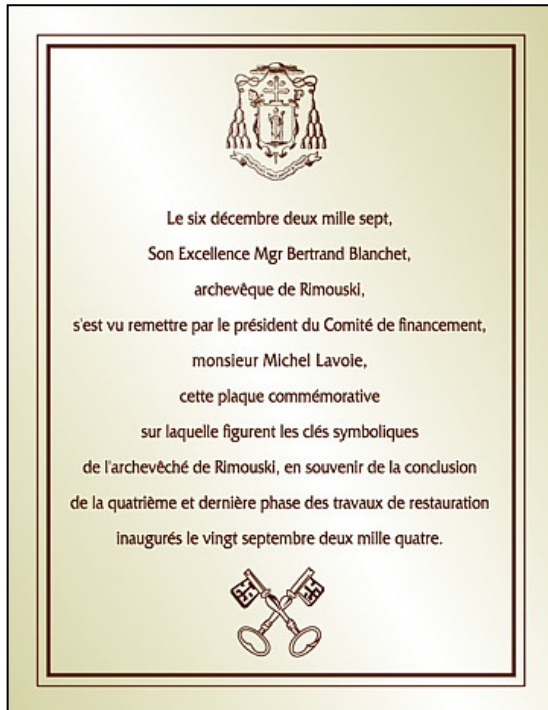 Le six décembre deux mille sept,
Son Excellence Mgr Bertrand Blanchet,
archevêque de Rimouski,
s'est vu remettre par le président du Comité de financement,
monsieur Michel Lavoie,
cette plaque commémorative
sur laquelle figurent les clés symboliques
de l'archevêché de Rimouski, en souvenir de la conclusion
de la quatrième et dernière phase des travaux de restauration
inaugurés le vingt septembre deux mille quatre.